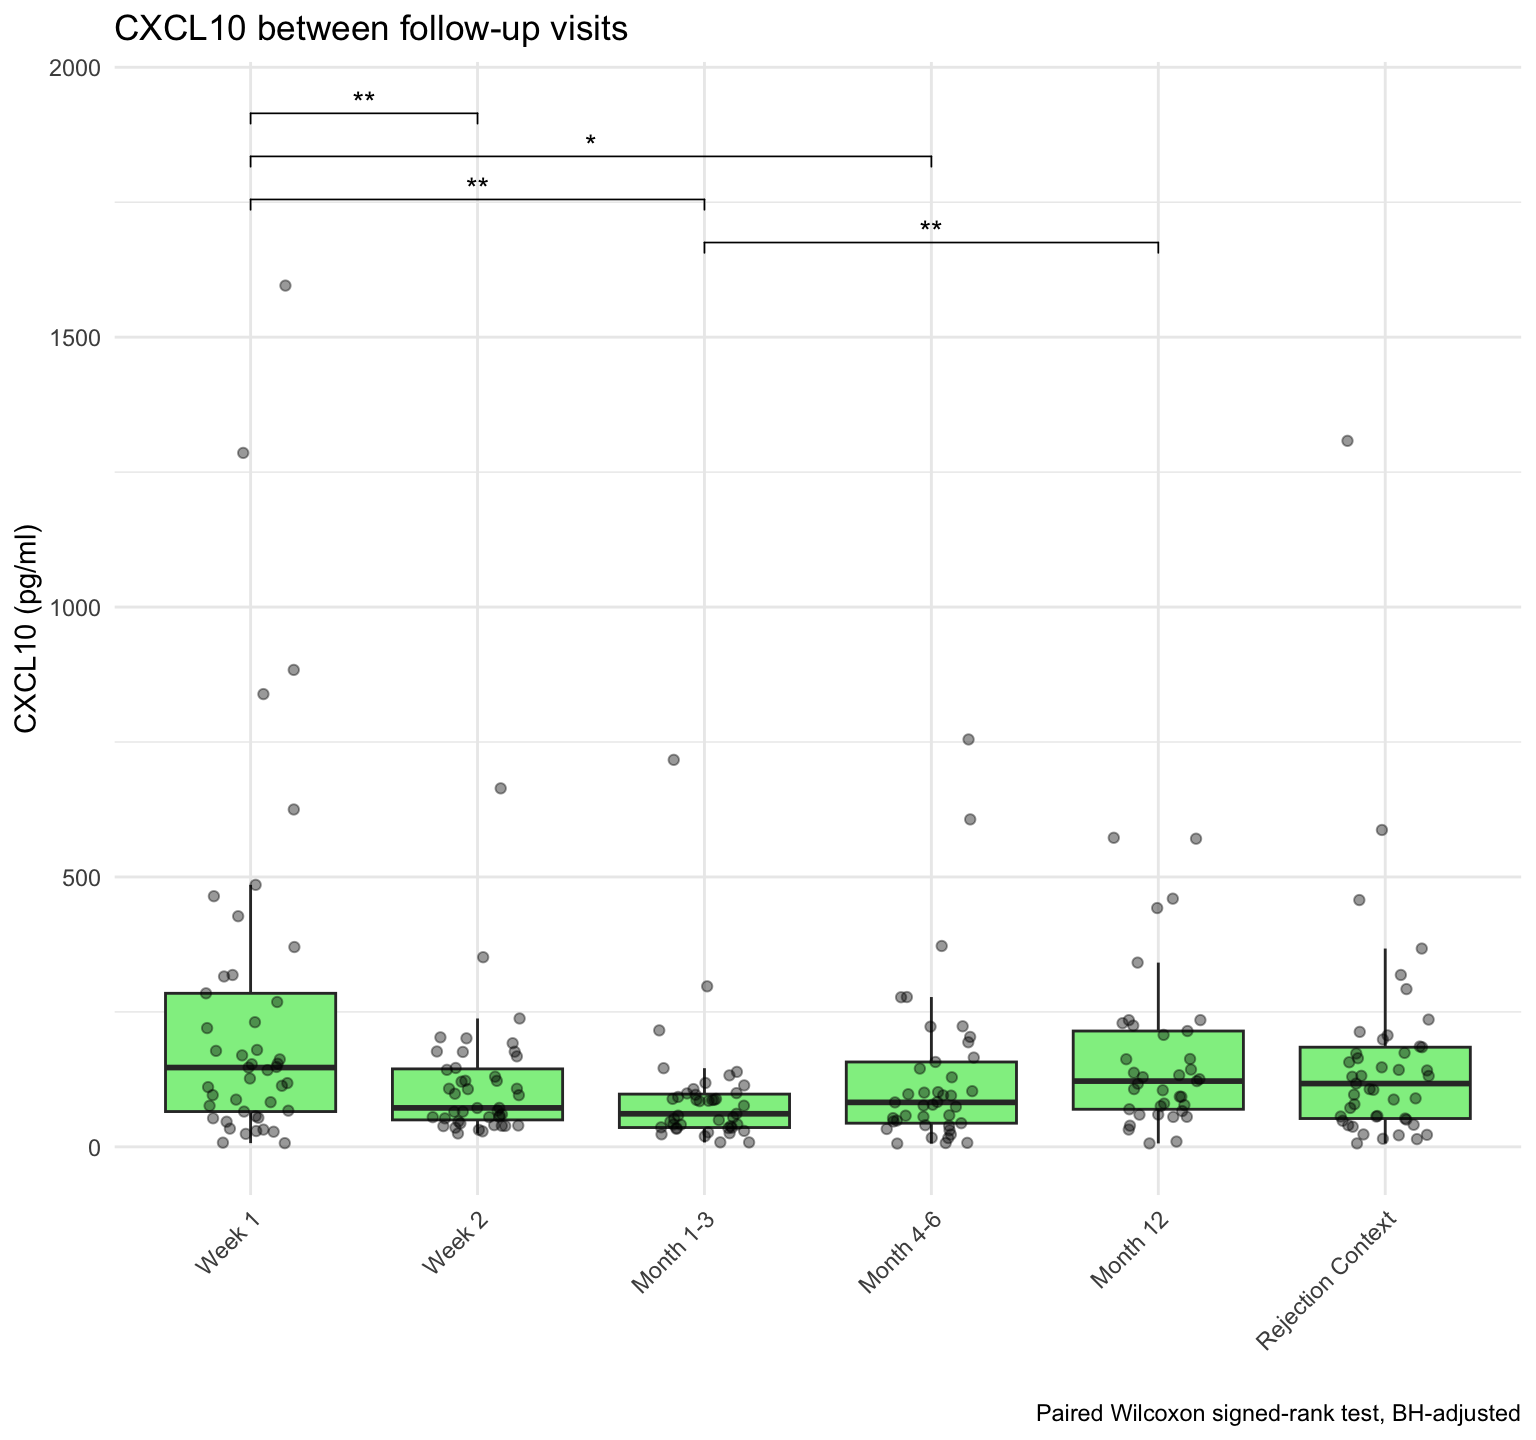 CXCL10 between follow-up visits
2000
**
*
**
**
1500
1000
500
0
CXCL10 (pg/ml)
Week 1
Week 2
Month 1-3
Month 4-6
Month 12
Rejection Context
Paired Wilcoxon signed-rank test, BH-adjusted